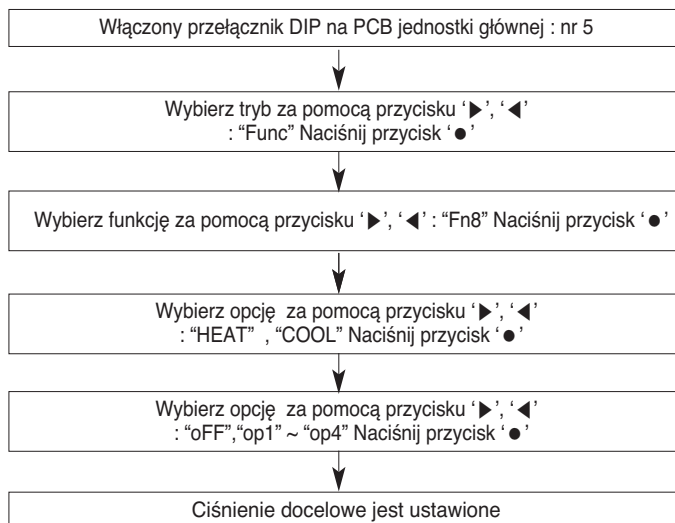 Włączony przełącznik DIP na PCB jednostki głównej : nr 5
Wybierz tryb za pomocą przycisku ‘▶’, ‘◀’
: “Func” Naciśnij przycisk ‘●’
Wybierz funkcję za pomocą przycisku ‘▶’, ‘◀’ : “Fn8” Naciśnij przycisk ‘●’
Wybierz opcję za pomocą przycisku ‘▶’, ‘◀’
: “HEAT” , “COOL” Naciśnij przycisk ‘●’
Wybierz opcję za pomocą przycisku ‘▶’, ‘◀’
: “oFF”,“op1” ~ “op4” Naciśnij przycisk ‘●’
Ciśnienie docelowe jest ustawione